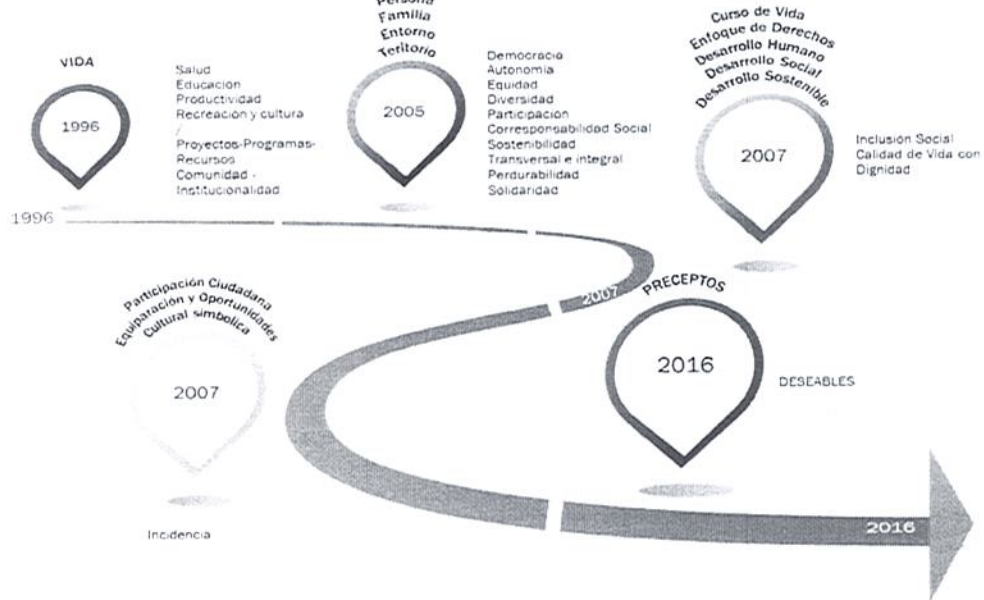 VIDA
1996
Salud
Educación
Productividad
Recreación y cultura
/
Proyectos-Programas-
Recursos
Comunidad -
Institucionalidad
Persona
Familia
Entorno
Teritorio
2005
Democracia
Autonomía
Equidad
Diversidad
Participación
Corresponsabilidad Social
Sostenibilidad
Transversal e integral
Perdurabilidad
Solidaridad
Curso de Vida
Enfoque de Derechos
Desarrollo Humano
Desarrollo Social
Desarrollo Sostenible
2007
Inclusión Social
Calidad de Vida con
Dignidad
1996
2007
Participación Ciudadana
Equiparación y Oportunidades
Cultural simbolica
2007
Incidencia
PRECEPTOS
2016
DESEABLES
2016